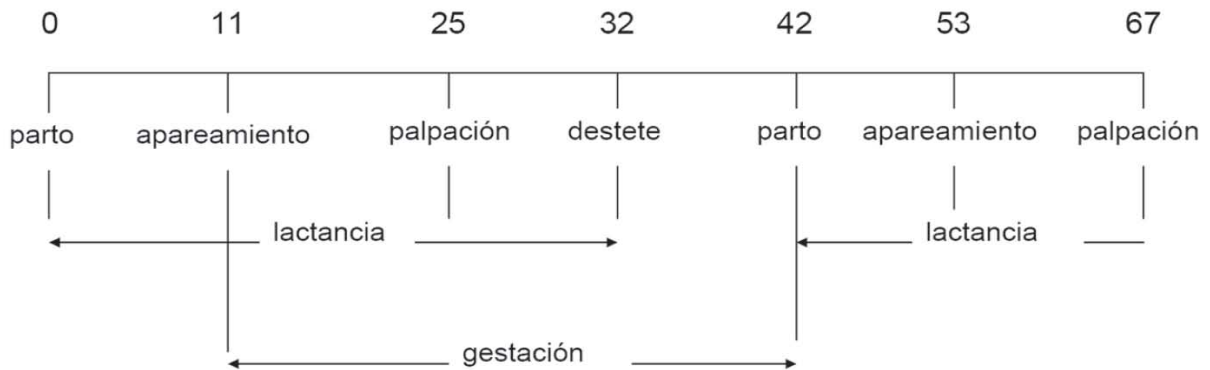 0 11 25 32 42 53 67
parto apareamiento palpación destete parto apareamiento palpación
lactancia lactancia
gestación